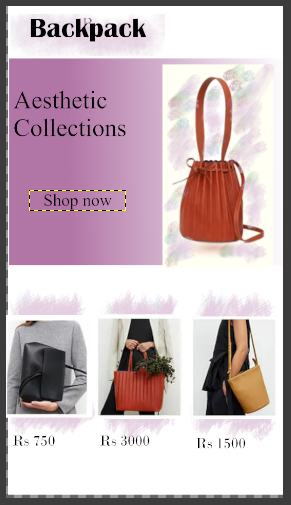 Backpack
Aesthetic
Collections
Shop now
Rs 750
Rs 3000
Rs 1500